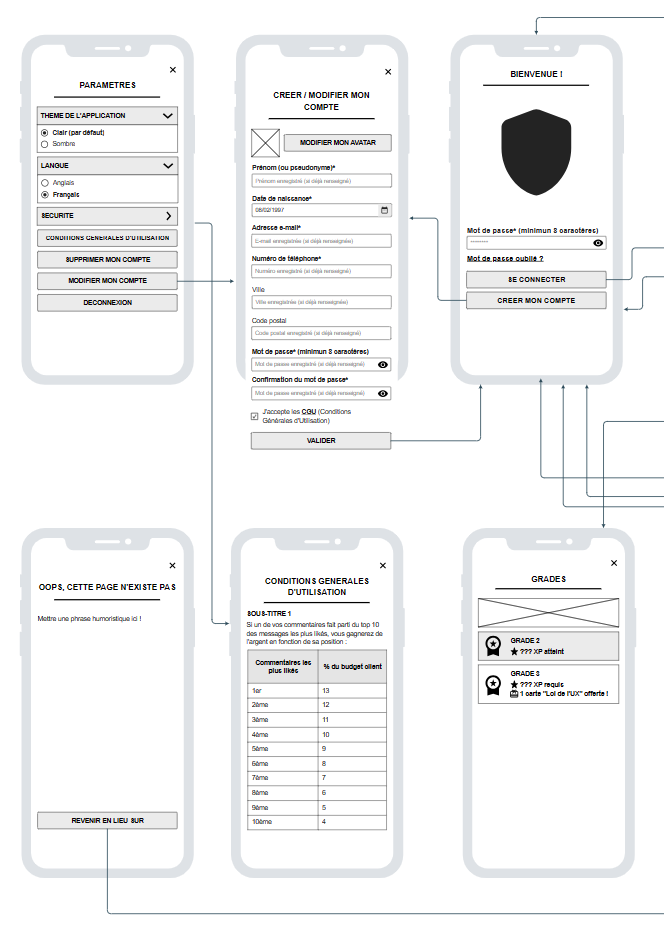 PARAMETRES
THEME DE L'APPLICATION
Clair (par défaut)
Sombre
LANGUE
Anglais
Français
SECURITE
CONDITIONS GENERALES D'UTILISATION
SUPPRIMER MON COMPTE
MODIFIER MON COMPTE
DECONNEXION
CREER / MODIFIER MON
COMPTE
MODIFIER MON AVATAR
Prénom (ou pseudonyme)*
Prénom enregistré (si déjà renseigné)
Date de naissance*
06/02/1997
Adresse e-mail*
E-mail enregistrée (si déjà renseigné)
Numéro de téléphone*
Numéro enregistré (si déjà renseigné)
Ville
Ville enregistrée (si déjà renseigné)
Code postal
Code postal enregistré (si déjà renseigné)
Mot de passe* (minimun 8 caractères)
Mot de passe enregistré (si déjà renseigné)
Confirmation du mot de passe*
Mot de passe enregistré (si déjà renseigné)
J'accepte les CGU (Conditions
Générales d'Utilisation)
VALIDER
BIENVENUE !
Mot de passe* (minimun 8 caractères)
********
Mot de passe oublié ?
SE CONNECTER
CREER MON COMPTE
OOPS, CETTE PAGE N'EXISTE PAS
Mettre une phrase humoristique ici !
REVENIR EN LIEU SUR
CONDITIONS GENERALES
D'UTILISATION
SOUS-TITRE 1
Si un de vos commentaires fait parti du top 10
des messages les plus likés, vous gagnerez de
l'argent en fonction de sa position :
Commentaires les plus likés % du budget client
1er 13
2ème 12
3ème 11
4ème 10
5ème 9
6ème 8
7ème 7
8ème 6
9ème 5
10ème 4
GRADES
GRADE 2
??? XP atteint
GRADE 3
??? XP requis
1 carte "Loi de l'UX" offerte !